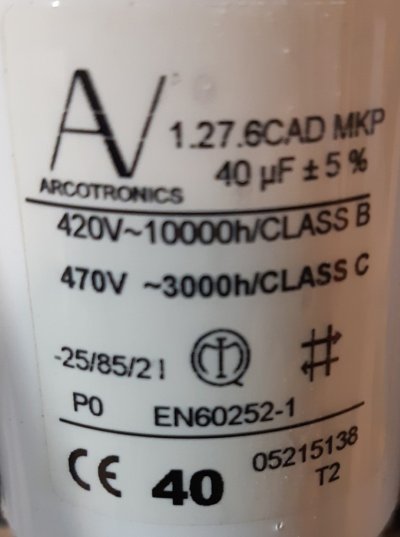 AV
1.27.6CAD MKP
40 µF ± 5 %
ARCOTRONICS
420V~10000h/CLASS B
470V ~3000h/CLASS C
-25/85/21
P0 EN60252-1
CE 40 05215138
T2